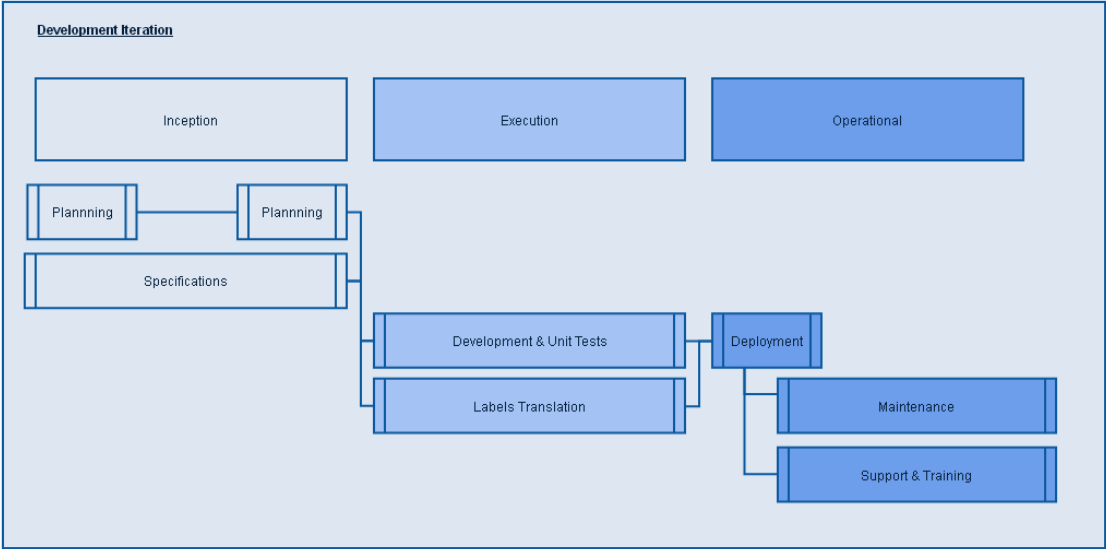 Development Iteration
Inception
Execution
Operational
Plannning
Plannning
Specifications
Development & Unit Tests
Deployment
Labels Translation
Maintenance
Support & Training